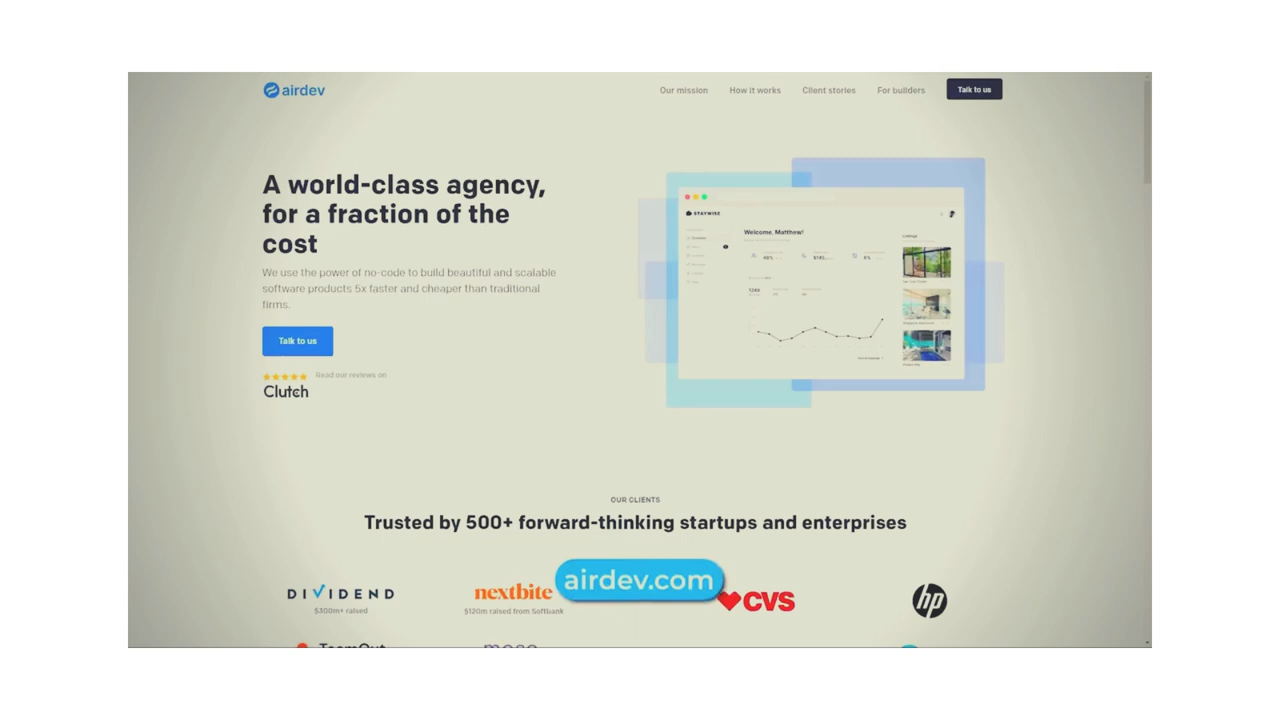 airdev
Our mission
How it works
Client stories
For builders
Talk to us
A world-class agency,
for a fraction of the
cost
We use the power of no-code to build beautiful and scalable
software products 5x faster and cheaper than traditional
firms.
Talk to us
Read our reviews on
Clutch
STAYWISE
Welcome, Matthew!
Listings
OUR CLIENTS
Trusted by 500+ forward-thinking startups and enterprises
DIVIDEND
$300m+ raised
nextbite
$120m raised from Softbank
airdev.com
CVS
hp
TeamOut